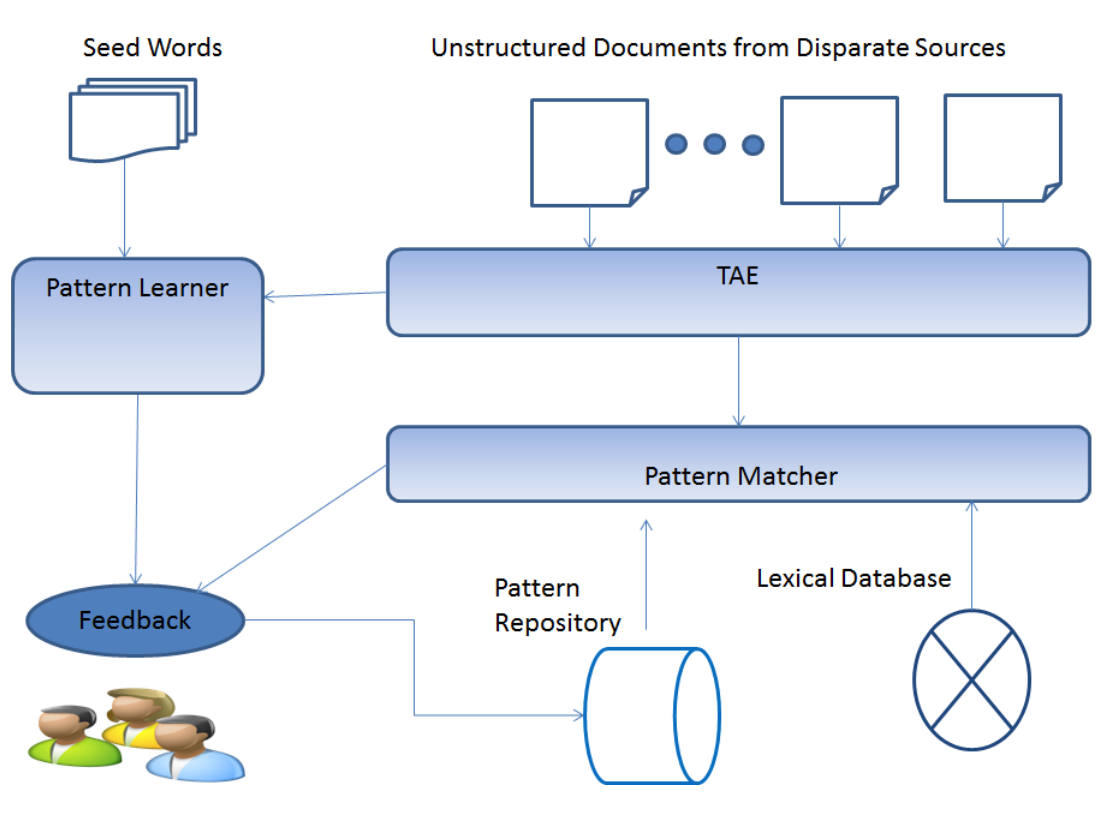 Seed Words
Unstructured Documents from Disparate Sources
Pattern Learner
TAE
Pattern Matcher
Feedback
Pattern
Repository
Lexical Database